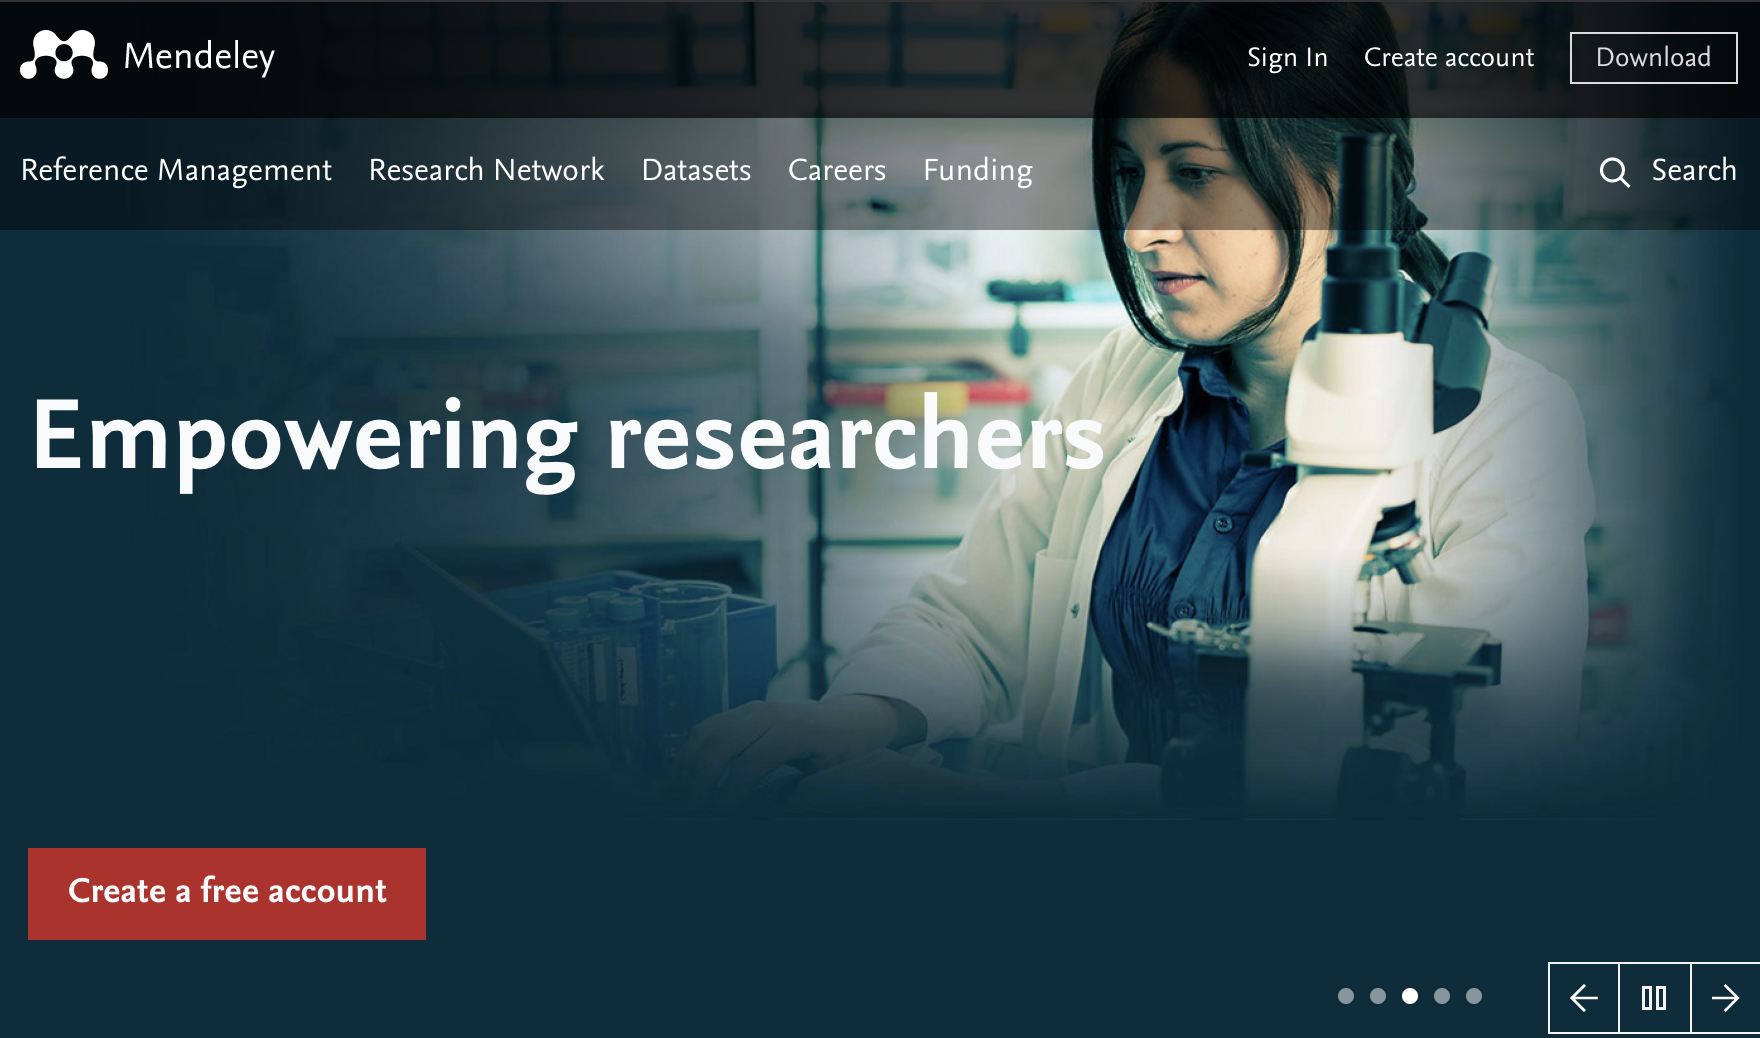 Mendeley
Sign In Create account Download
Reference Management Research Network Datasets Careers Funding Search
Empowering researchers
Create a free account